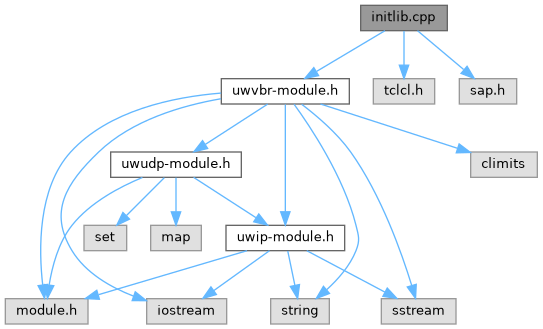 initlib.cpp
uwvbr-module.h
tclcl.h
sap.h
uwudp-module.h
climits
set
map
uwip-module.h
module.h
iostream
string
sstream